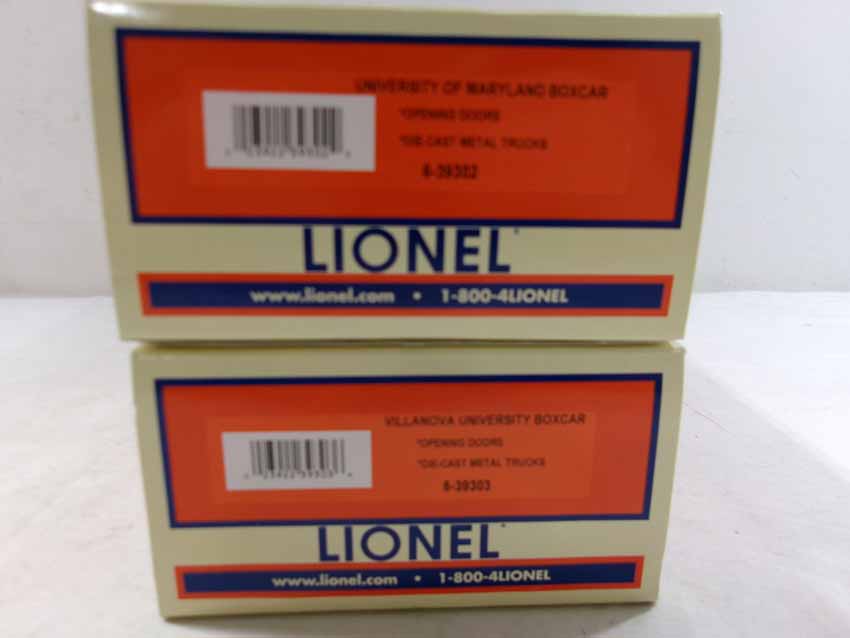 UNIVERSITY OF MARYLAND BOXCAR
*OPENING DOORS
*DIE-CAST METAL TRUCKS
6-39302
LIONEL
www.lionel.com • 1-800-4LIONEL
VILLANOVA UNIVERSITY BOXCAR
*OPENING DOORS
*DIE-CAST METAL TRUCKS
6-39303
LIONEL
www.lionel.com • 1-800-4LIONEL